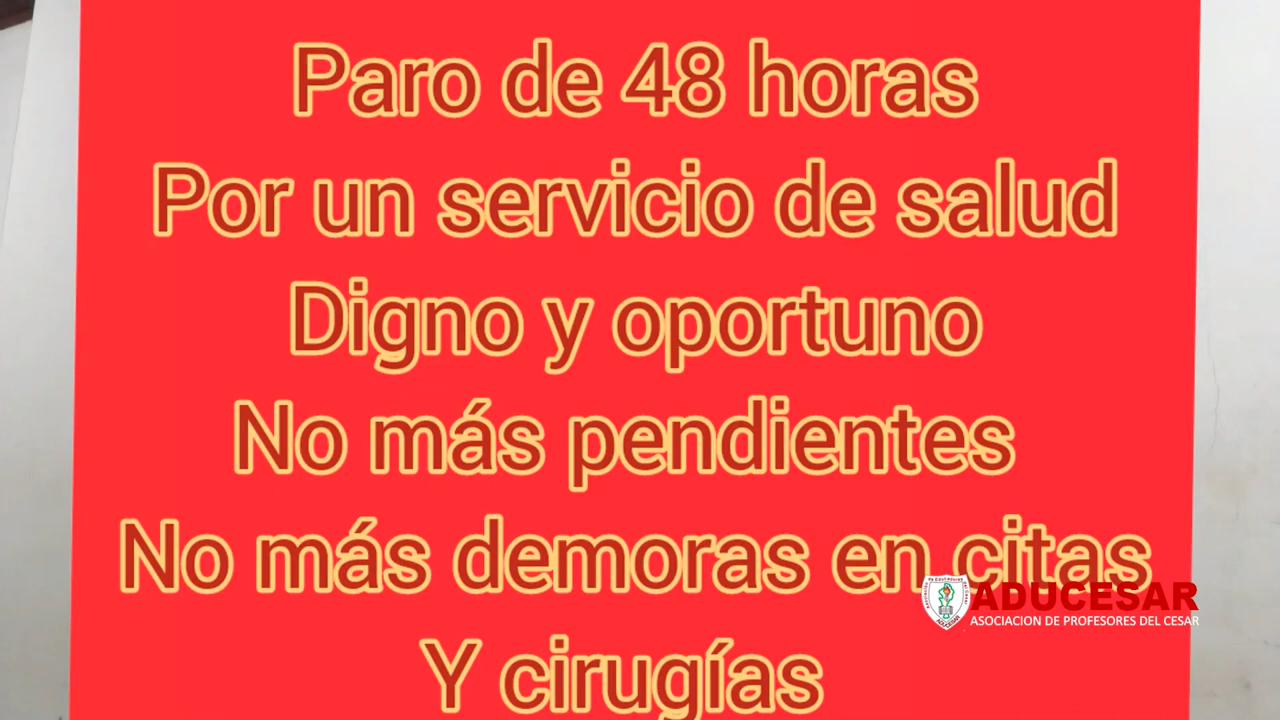 Paro de 48 horas
Por un servicio de salud
Digno y oportuno
No más pendientes
No más demoras en citas
Y cirugías
ADUCESAR
ASOCIACION DE PROFESORES DEL CESAR